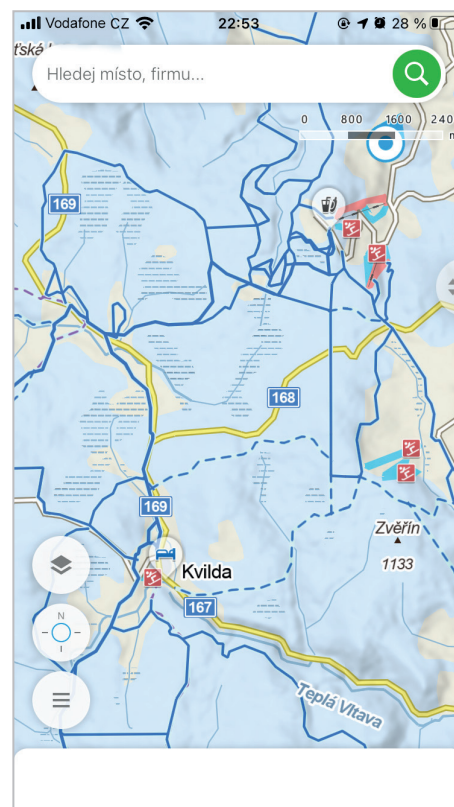 Vodafone CZ 22:53 28 %
Hledej místo, firmu...
0 800 1600 240
169
168
169
Zvěřín
1133
Kvilda
167
Teplá Vltava
N